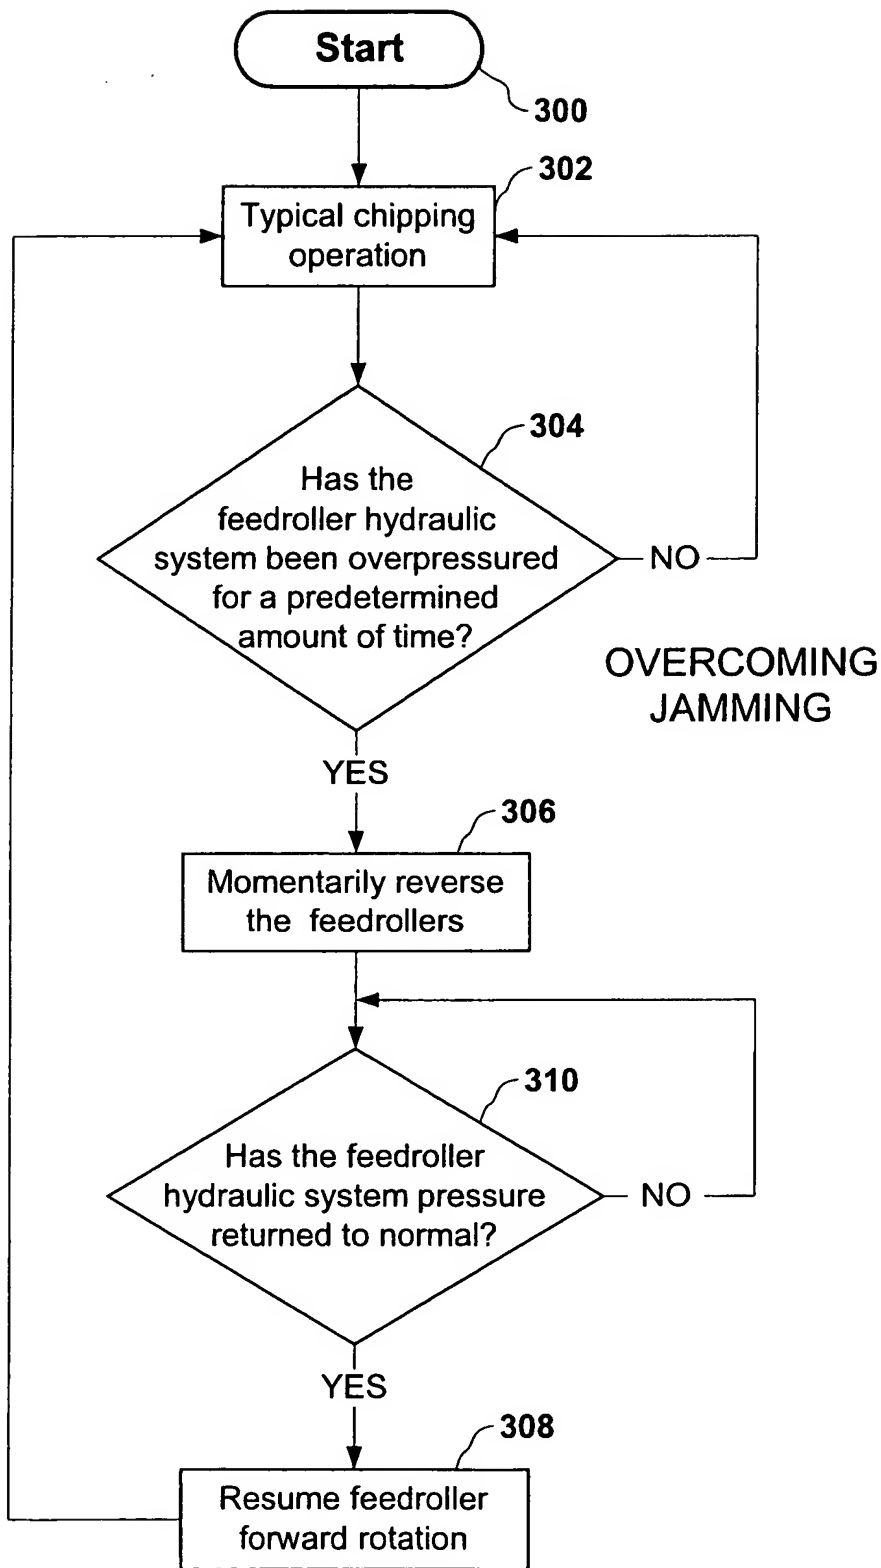 Start
300
302
Typical chipping
operation
304
Has the
feedroller hydraulic
system been overpressured
for a predetermined
amount of time?
NO
OVERCOMING
JAMMING
YES
306
Momentarily reverse
the feedrollers
310
Has the feedroller
hydraulic system pressure
returned to normal?
NO
YES
308
Resume feedroller
forward rotation